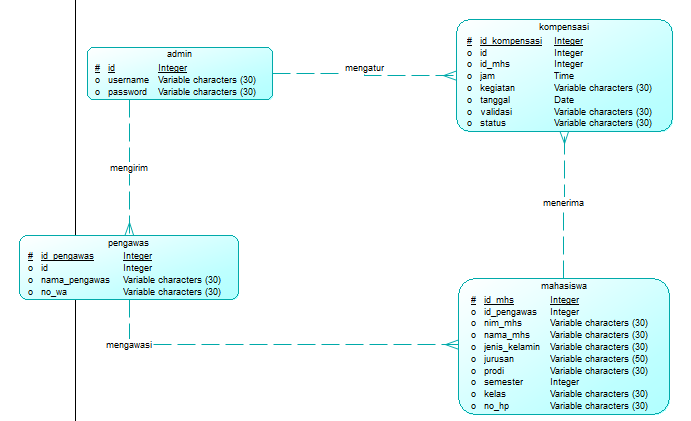 admin
# id Integer
o username Variable characters (30)
o password Variable characters (30)
mengatur
kompensasi
# id_kompensasi Integer
o id Integer
o id_mhs Integer
o jam Time
o kegiatan Variable characters (30)
o tanggal Date
o validasi Variable characters (30)
o status Variable characters (30)
mengirim
menerima
pengawas
# id_pengawas Integer
o id Integer
o nama_pengawas Variable characters (30)
o no_wa Variable characters (30)
mengawasi
mahasiswa
# id_mhs Integer
o id_pengawas Integer
o nim_mhs Variable characters (30)
o nama_mhs Variable characters (30)
o jenis_kelamin Variable characters (30)
o jurusan Variable characters (50)
o prodi Variable characters (30)
o semester Integer
o kelas Variable characters (30)
o no_hp Variable characters (30)